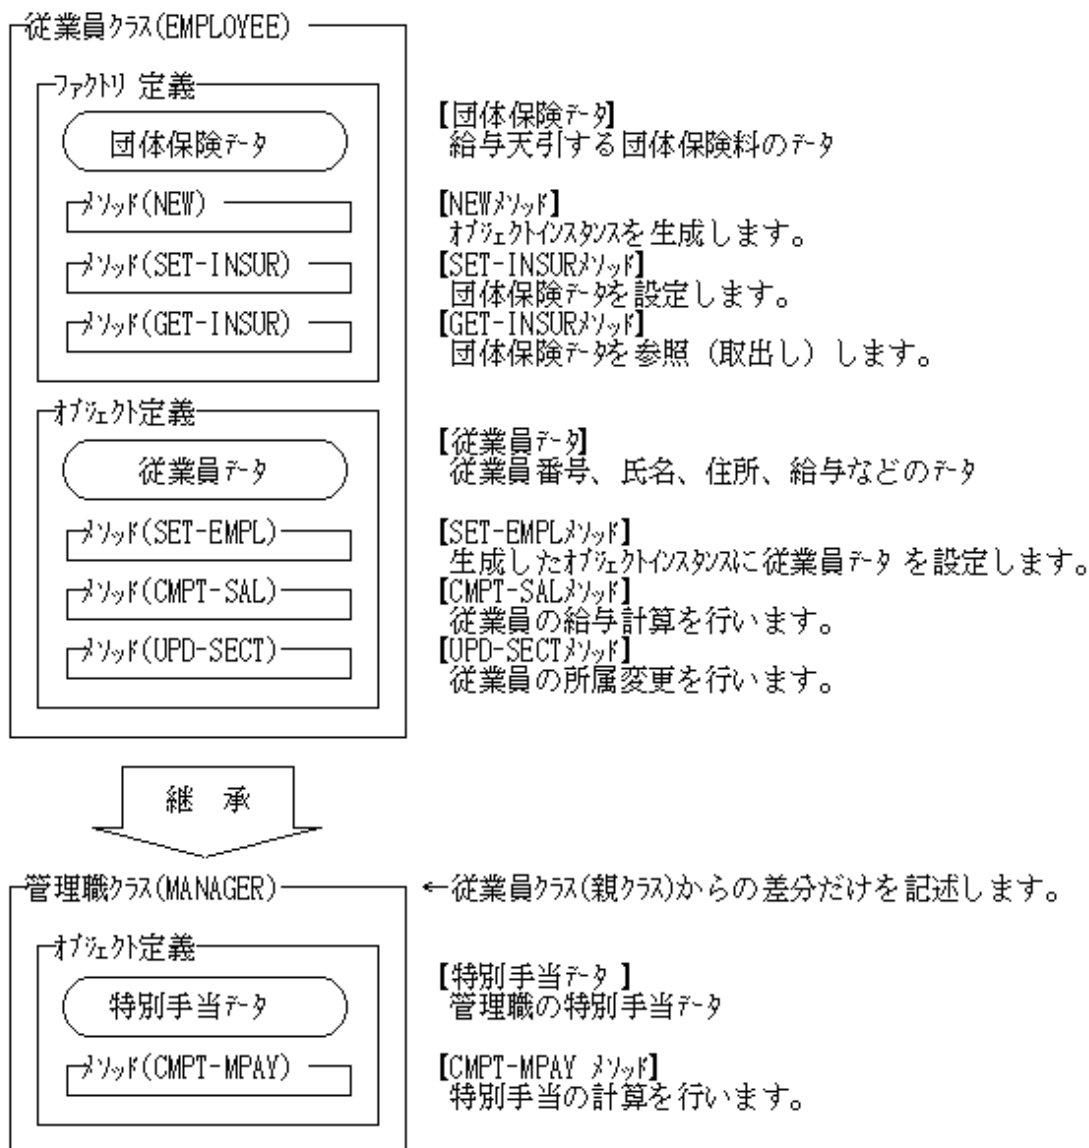 従業員ｸﾗｽ(EMPLOYEE)
ﾌｧｸﾄﾘ 定義
団体保険ﾃﾞｰﾀ
【団体保険ﾃﾞｰﾀ】
給与天引する団体保険料のﾃﾞｰﾀ
ﾒｿｯﾄﾞ(NEW)
【NEWﾒｿｯﾄﾞ】
ｵﾌﾞｼﾞｪｸﾄｲﾝｽﾀﾝｽを生成します。
ﾒｿｯﾄﾞ(SET-INSUR)
【SET-INSURﾒｿｯﾄﾞ】
団体保険ﾃﾞｰﾀを設定します。
ﾒｿｯﾄﾞ(GET-INSUR)
【GET-INSURﾒｿｯﾄﾞ】
団体保険ﾃﾞｰﾀを参照（取出し）します。
ｵﾌﾞｼﾞｪｸﾄ定義
従業員ﾃﾞｰﾀ
【従業員ﾃﾞｰﾀ】
従業員番号、氏名、住所、給与などのﾃﾞｰﾀ
ﾒｿｯﾄﾞ(SET-EMPL)
【SET-EMPLﾒｿｯﾄﾞ】
生成したｵﾌﾞｼﾞｪｸﾄｲﾝｽﾀﾝｽに従業員ﾃﾞｰﾀ を設定します。
ﾒｿｯﾄﾞ(CMPT-SAL)
【CMPT-SALﾒｿｯﾄﾞ】
従業員の給与計算を行います。
ﾒｿｯﾄﾞ(UPD-SECT)
【UPD-SECTﾒｿｯﾄﾞ】
従業員の所属変更を行います。
継 承
管理職ｸﾗｽ(MANAGER)
←従業員ｸﾗｽ(親ｸﾗｽ)からの差分だけを記述します。
ｵﾌﾞｼﾞｪｸﾄ定義
特別手当ﾃﾞｰﾀ
【特別手当ﾃﾞｰﾀ 】
管理職の特別手当ﾃﾞｰﾀ
ﾒｿｯﾄﾞ(CMPT-MPAY)
【CMPT-MPAY ﾒｿｯﾄﾞ】
特別手当の計算を行います。